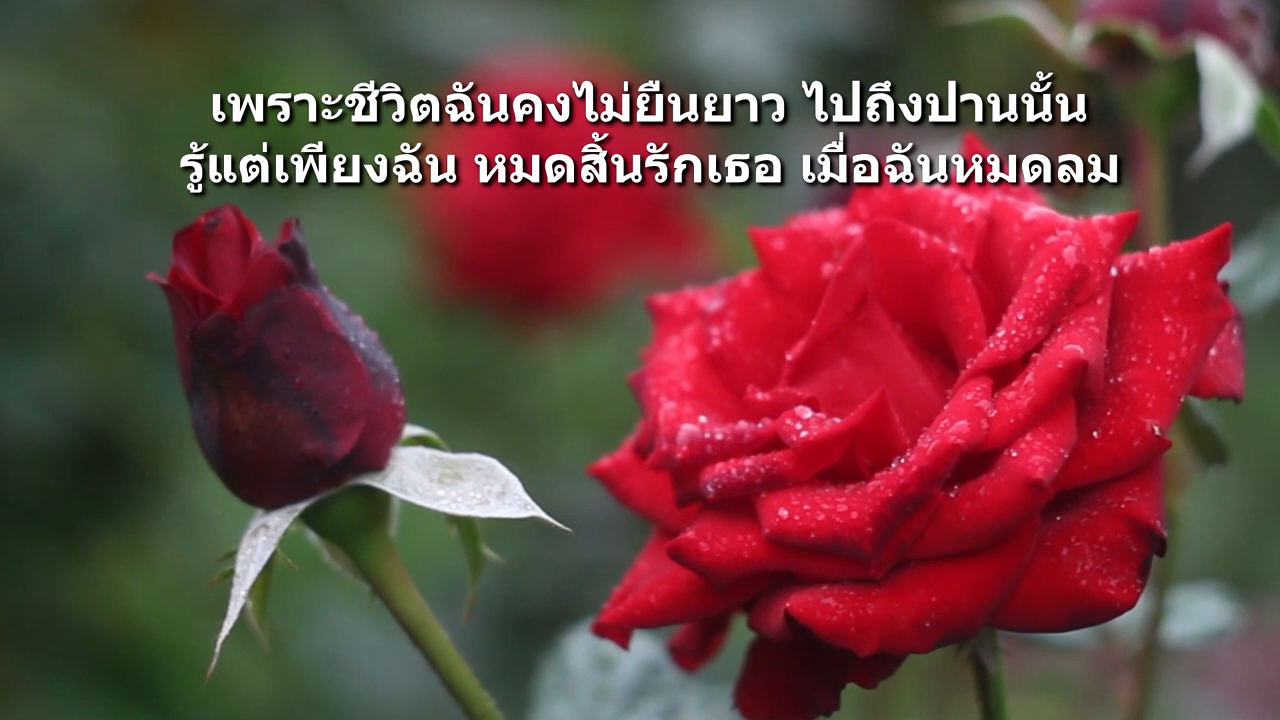 เพราะชีวิตฉันคงไม่ยืนยาว ไปถึงปานนั้น
รู้แต่เพียงฉัน หมดสิ้นรักเธอ เมื่อฉันหมดลม